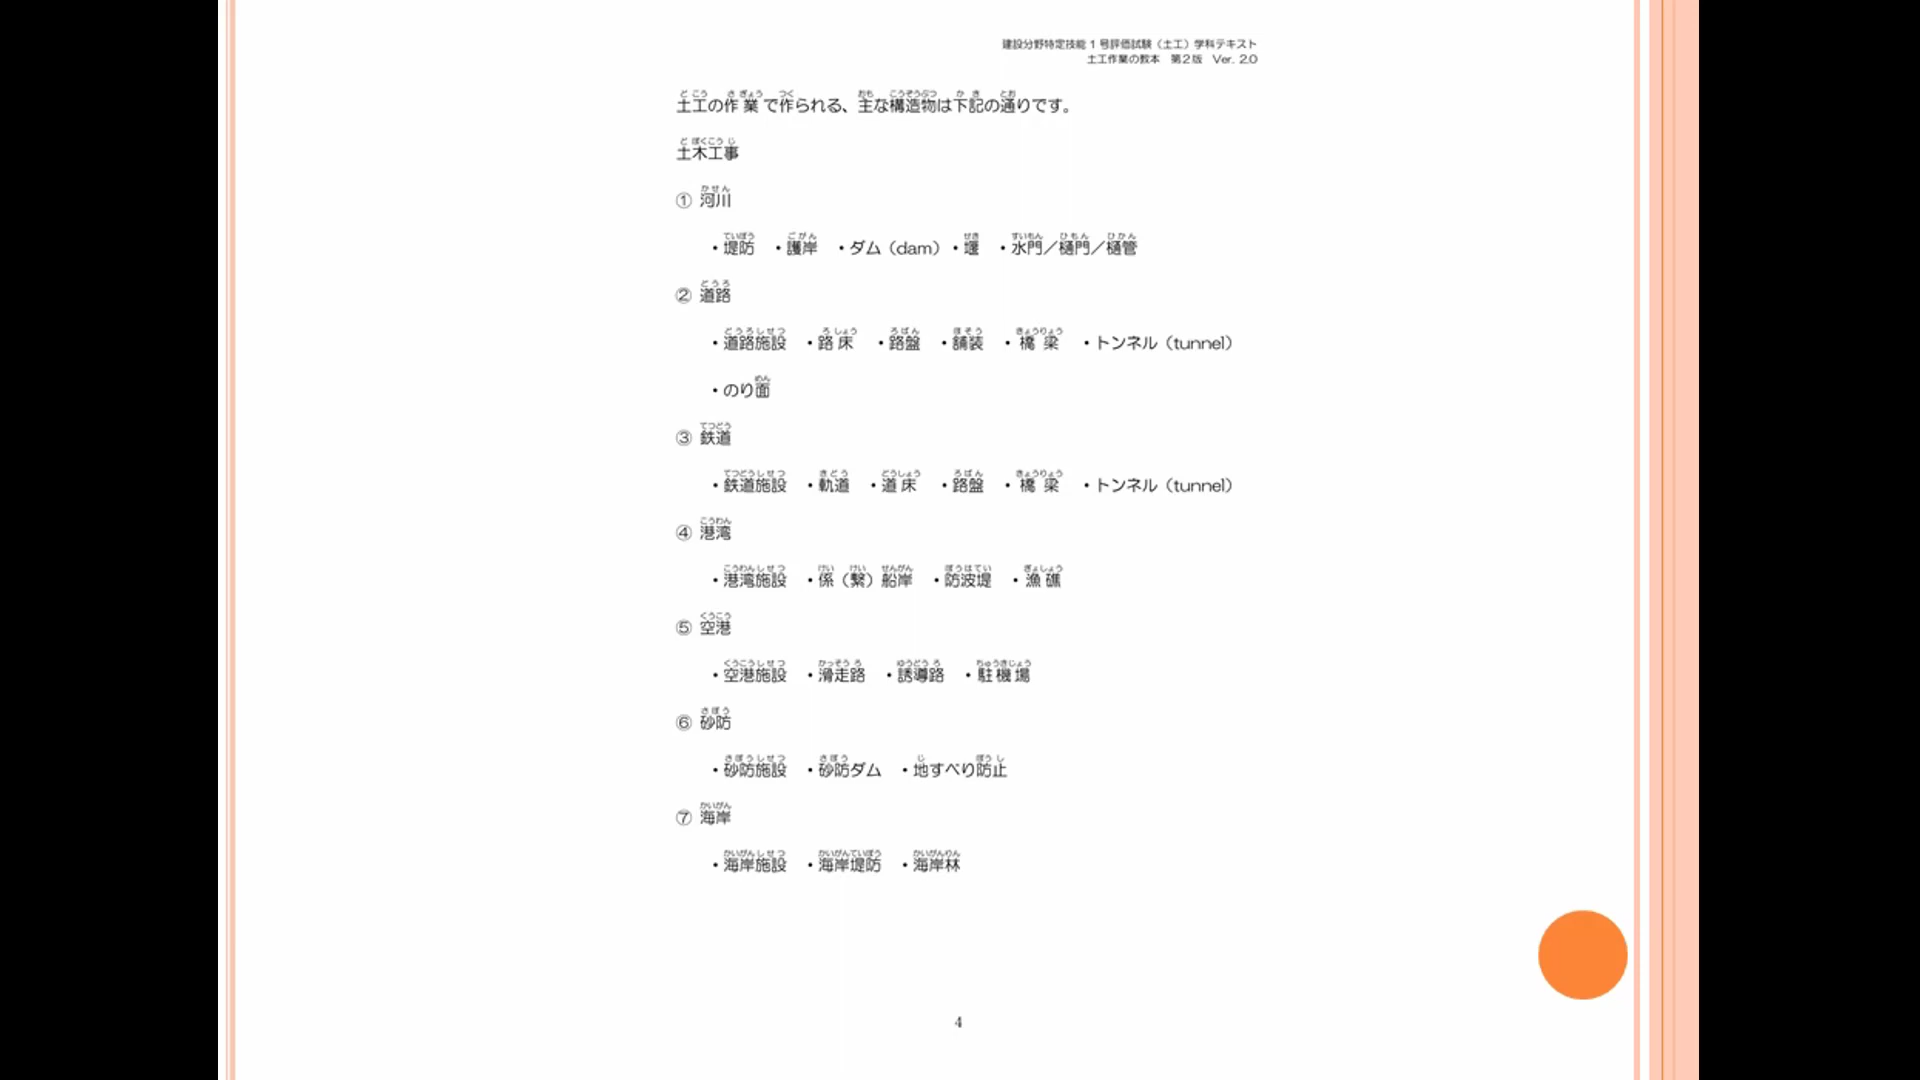 建設分野特定技能1号評価試験（土工）学科テキスト
土工作業の教本　第2版　Ver. 2.0
土工の作業で作られる、主な構造物は下記の通りです。
土木工事
① 河川
・堤防　・護岸　・ダム（dam）・堰　・水門／樋門／樋管
② 道路
・道路施設　・路床　・路盤　・舗装　・橋梁　・トンネル（tunnel）
・のり面
③ 鉄道
・鉄道施設　・軌道　・道床　・路盤　・橋梁　・トンネル（tunnel）
④ 港湾
・港湾施設　・係（繫）船岸　・防波堤　・漁礁
⑤ 空港
・空港施設　・滑走路　・誘導路　・駐機場
⑥ 砂防
・砂防施設　・砂防ダム　・地すべり防止
⑦ 海岸
・海岸施設　・海岸堤防　・海岸林
4